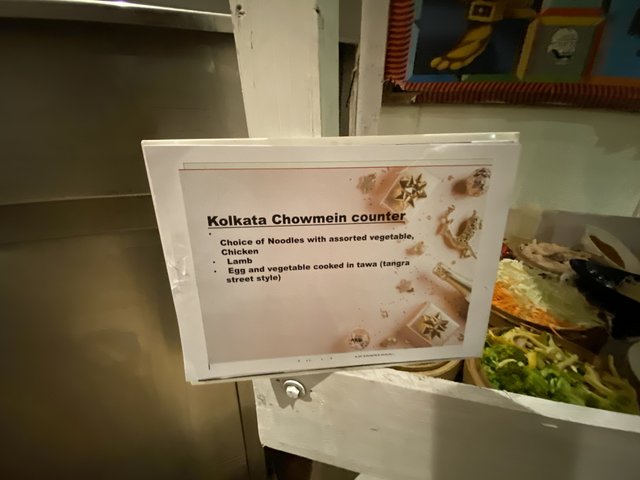 Kolkata Chowmein counter
Choice of Noodles with assorted vegetable,
Chicken
Lamb
Egg and vegetable cooked in tawa (tangra
street style)